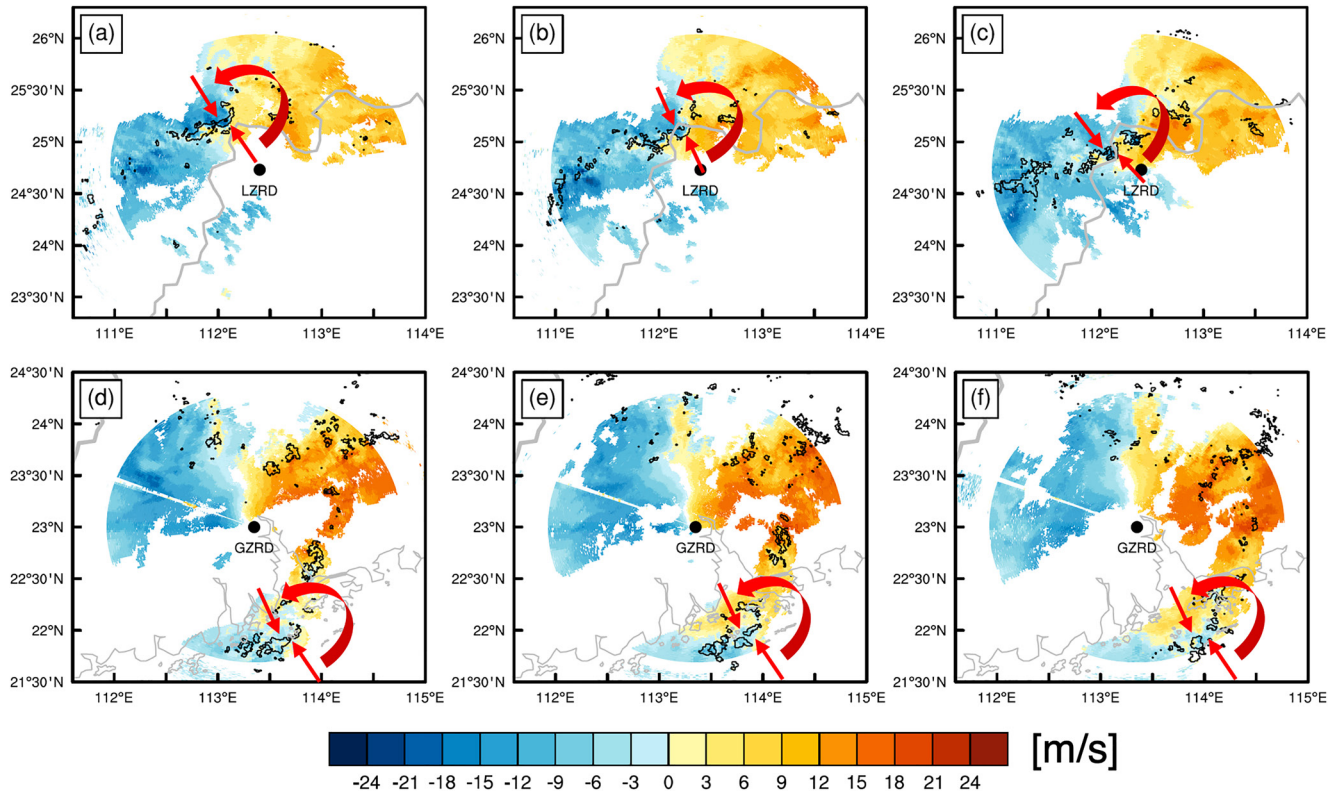 (a) (b) (c)
26°N 26°N 26°N
25°30'N 25°30'N 25°30'N
25°N 25°N 25°N
24°30'N 24°30'N 24°30'N
LZRD LZRD LZRD
24°N 24°N 24°N
23°30'N 23°30'N 23°30'N
111°E 112°E 113°E 114°E 111°E 112°E 113°E 114°E 111°E 112°E 113°E 114°E
24°30'N 24°30'N 24°30'N
(d) (e) (f)
24°N 24°N 24°N
23°30'N 23°30'N 23°30'N
23°N 23°N 23°N
GZRD GZRD GZRD
22°30'N 22°30'N 22°30'N
22°N 22°N 22°N
21°30'N 21°30'N 21°30'N
112°E 113°E 114°E 115°E 112°E 113°E 114°E 115°E 112°E 113°E 114°E 115°E
[m/s]
-24 -21 -18 -15 -12 -9 -6 -3 0 3 6 9 12 15 18 21 24